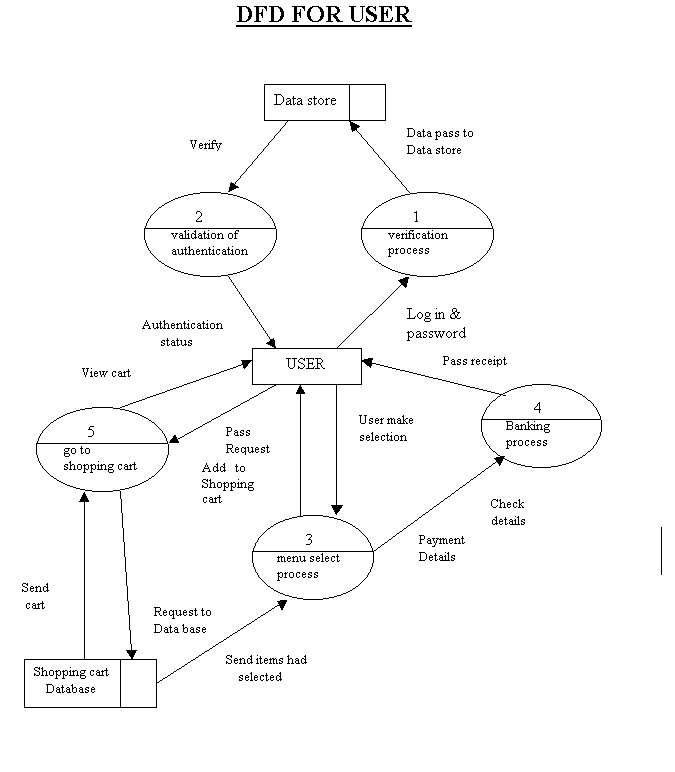 DFD FOR USER
Data store
Data pass to
Data store
Verify
2
validation of
authentication
1
verification
process
Log in &
password
Authentication
status
USER
Pass receipt
View cart
4
Banking
process
User make
selection
5
go to
shopping cart
Pass
Request
Add to
Shopping
cart
Check
details
3
menu select
process
Payment
Details
Send
cart
Request to
Data base
Send items had
selected
Shopping cart
Database